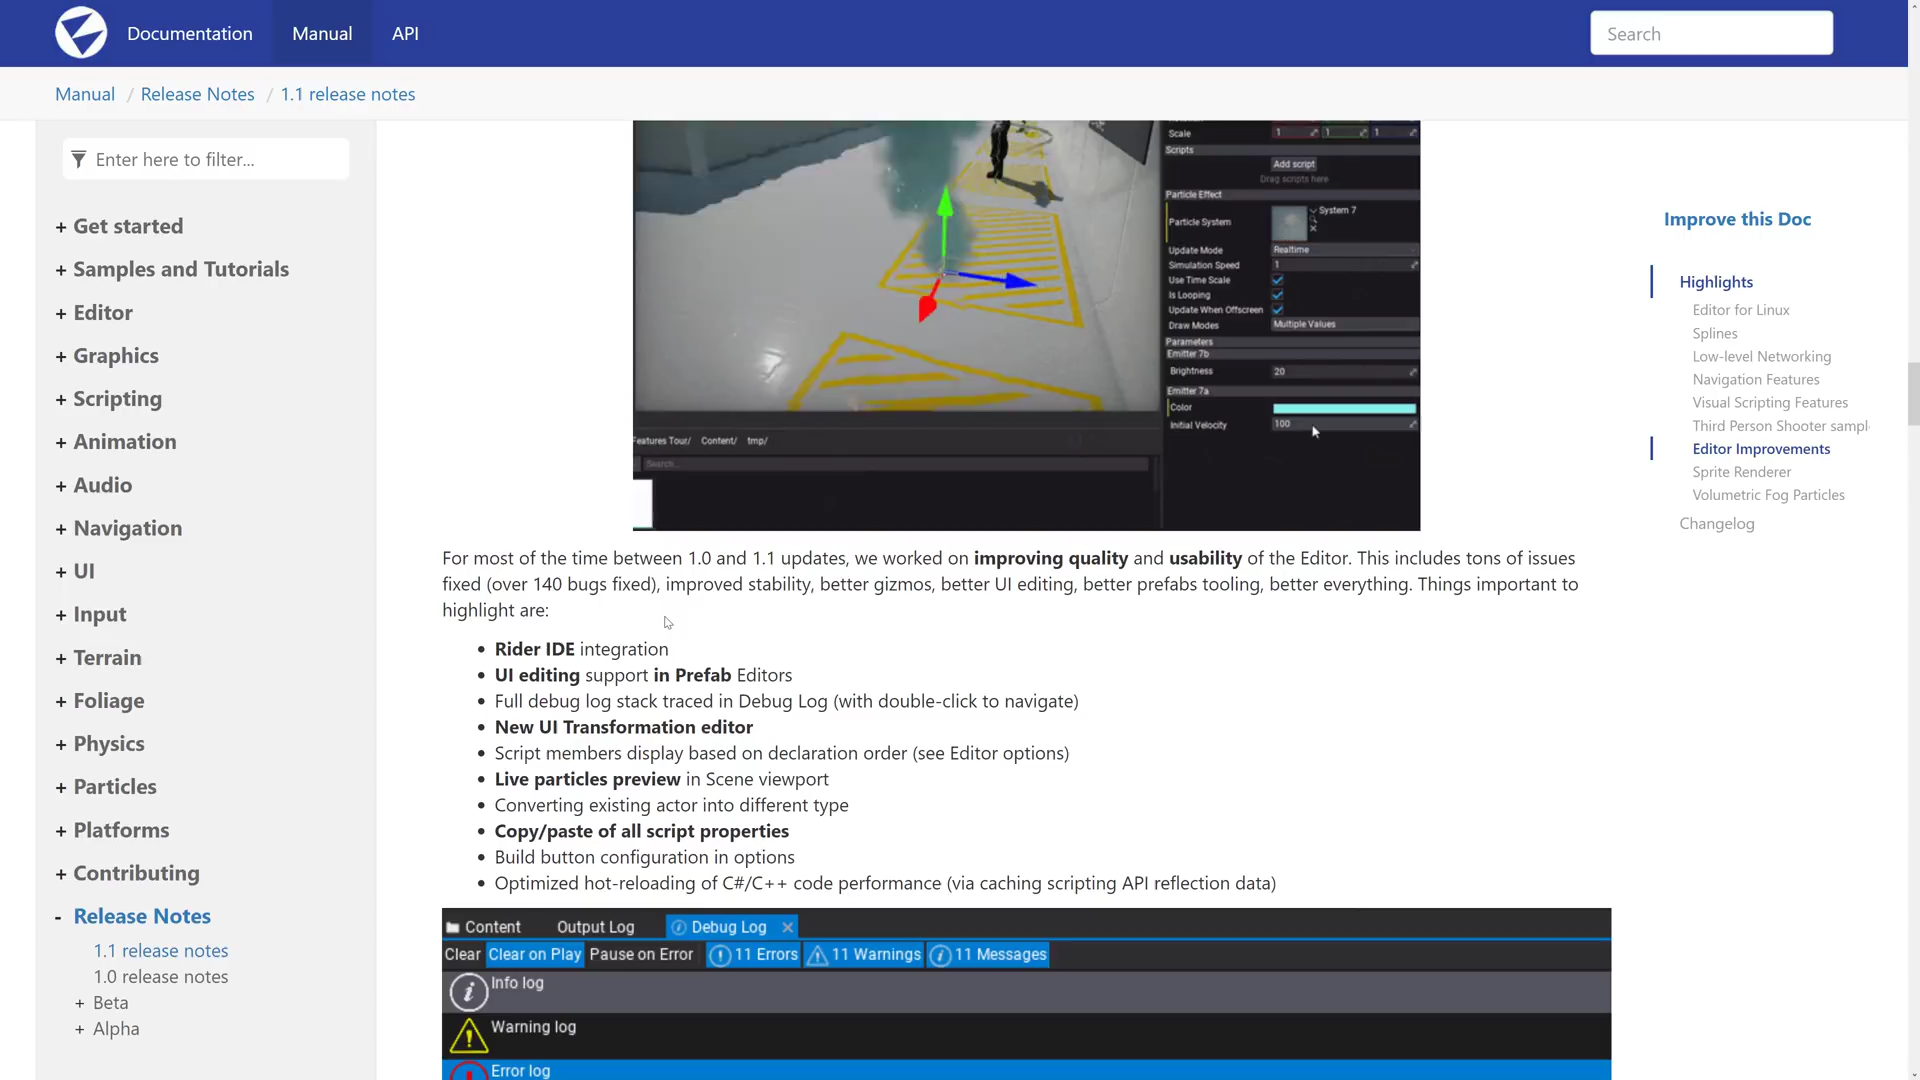 Documentation
Manual
API
Search
Manual / Release Notes / 1.1 release notes
Enter here to filter...
+ Get started
+ Samples and Tutorials
+ Editor
+ Graphics
+ Scripting
+ Animation
+ Audio
+ Navigation
+ UI
+ Input
+ Terrain
+ Foliage
+ Physics
+ Particles
+ Platforms
+ Contributing
- Release Notes
1.1 release notes
1.0 release notes
+ Beta
+ Alpha
Scale 1 1 1
Scripts
Add script
Drag scripts here
Particle Effect
Particle System System 7
Update Mode Realtime
Simulation Speed 1
Use Time Scale
Is Looping
Update When Offscreen
Draw Modes Multiple Values
Parameters
Emitter 7b
Brightness 20
Emitter 7a
Color
Initial Velocity 100
Features Tour/ Content/ tmp/
Search...
For most of the time between 1.0 and 1.1 updates, we worked on improving quality and usability of the Editor. This includes tons of issues
fixed (over 140 bugs fixed), improved stability, better gizmos, better UI editing, better prefabs tooling, better everything. Things important to
highlight are:
• Rider IDE integration
• UI editing support in Prefab Editors
• Full debug log stack traced in Debug Log (with double-click to navigate)
• New UI Transformation editor
• Script members display based on declaration order (see Editor options)
• Live particles preview in Scene viewport
• Converting existing actor into different type
• Copy/paste of all script properties
• Build button configuration in options
• Optimized hot-reloading of C#/C++ code performance (via caching scripting API reflection data)
Content Output Log Debug Log
Clear Clear on Play Pause on Error 11 Errors 11 Warnings 11 Messages
Info log
Warning log
Error log
Improve this Doc
Highlights
Editor for Linux
Splines
Low-level Networking
Navigation Features
Visual Scripting Features
Third Person Shooter sampl
Editor Improvements
Sprite Renderer
Volumetric Fog Particles
Changelog